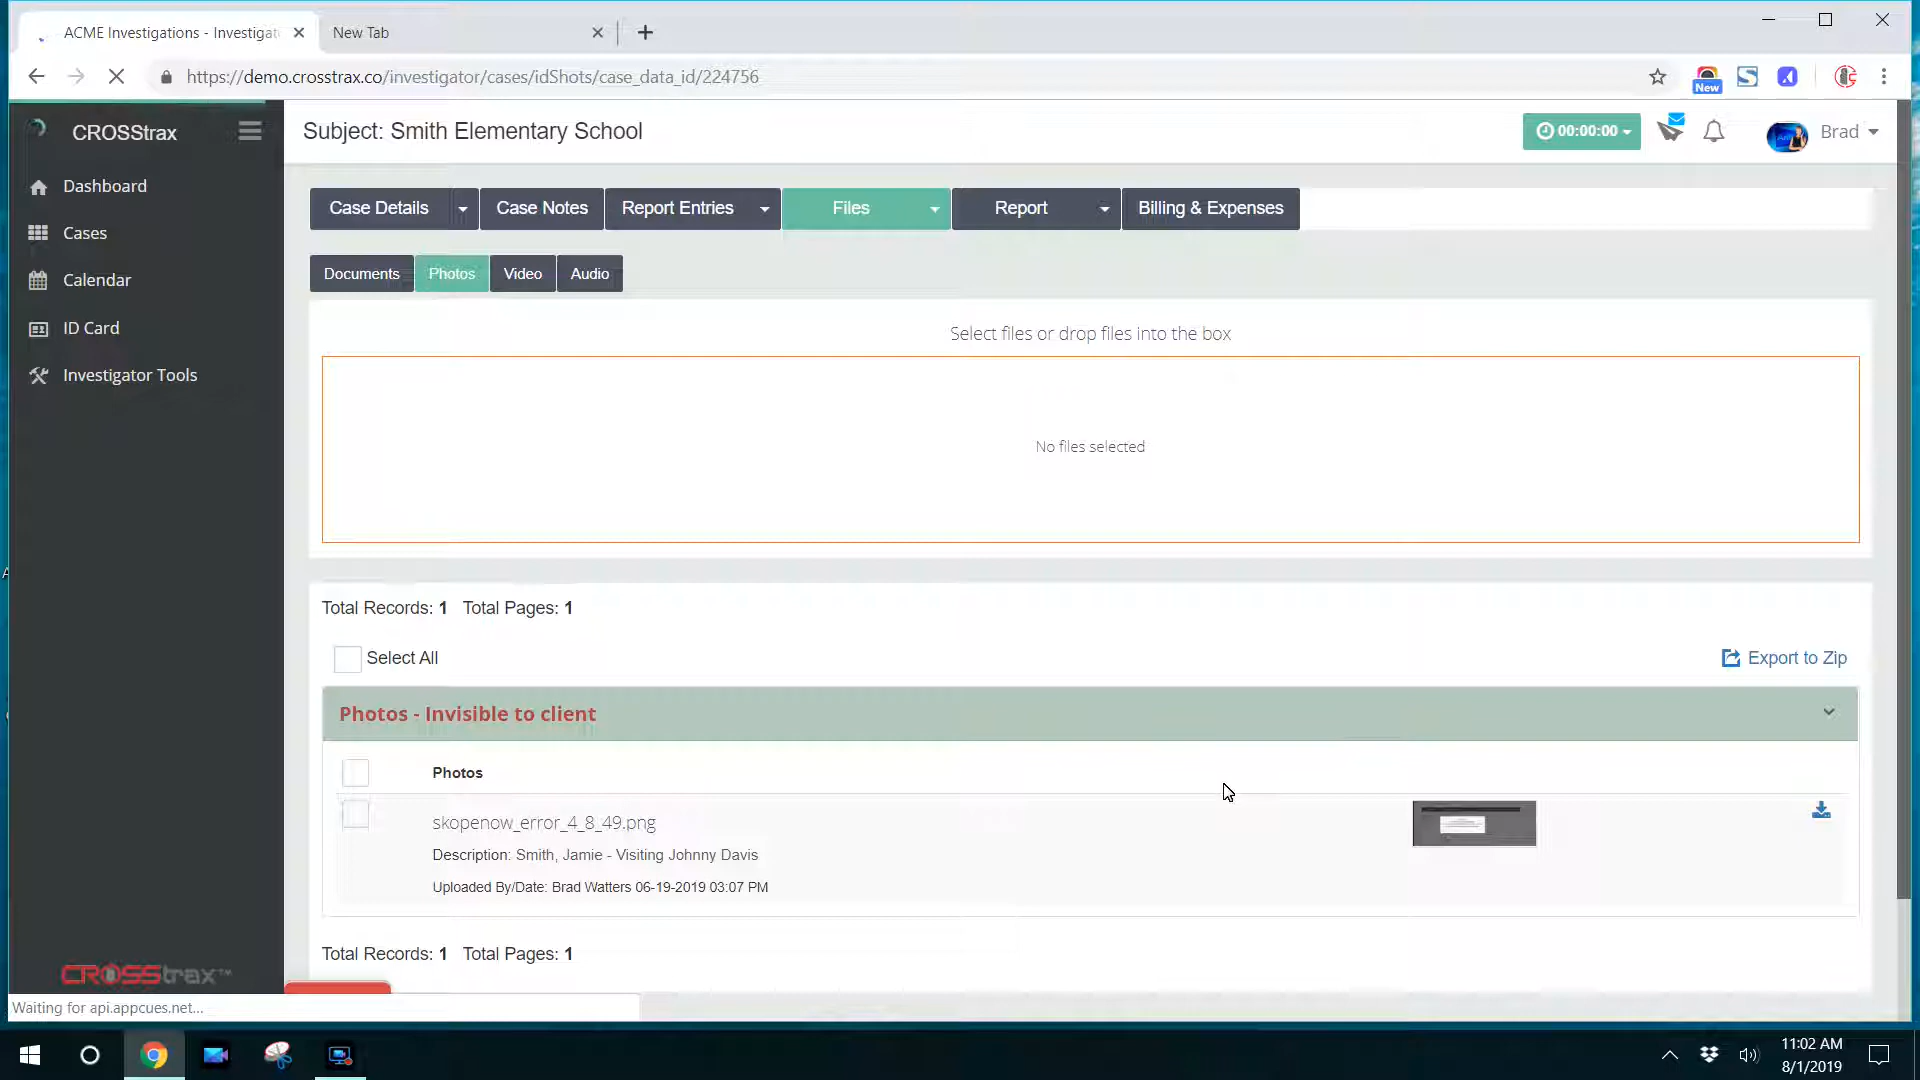 ACME Investigations - Investigat
New Tab
https://demo.crosstrax.co/investigator/cases/idShots/case_data_id/224756
New
CROSStrax
Subject: Smith Elementary School
00:00:00
Brad
Dashboard
Cases
Calendar
ID Card
Investigator Tools
Case Details
Case Notes
Report Entries
Files
Report
Billing & Expenses
Documents
Photos
Video
Audio
Select files or drop files into the box
No files selected
Total Records: 1 Total Pages: 1
Select All
Export to Zip
Photos - Invisible to client
Photos
skopenow_error_4_8_49.png
Description: Smith, Jamie - Visiting Johnny Davis
Uploaded By/Date: Brad Watters 06-19-2019 03:07 PM
Total Records: 1 Total Pages: 1
CROSStrax™
Waiting for api.appcues.net...
11:02 AM
8/1/2019